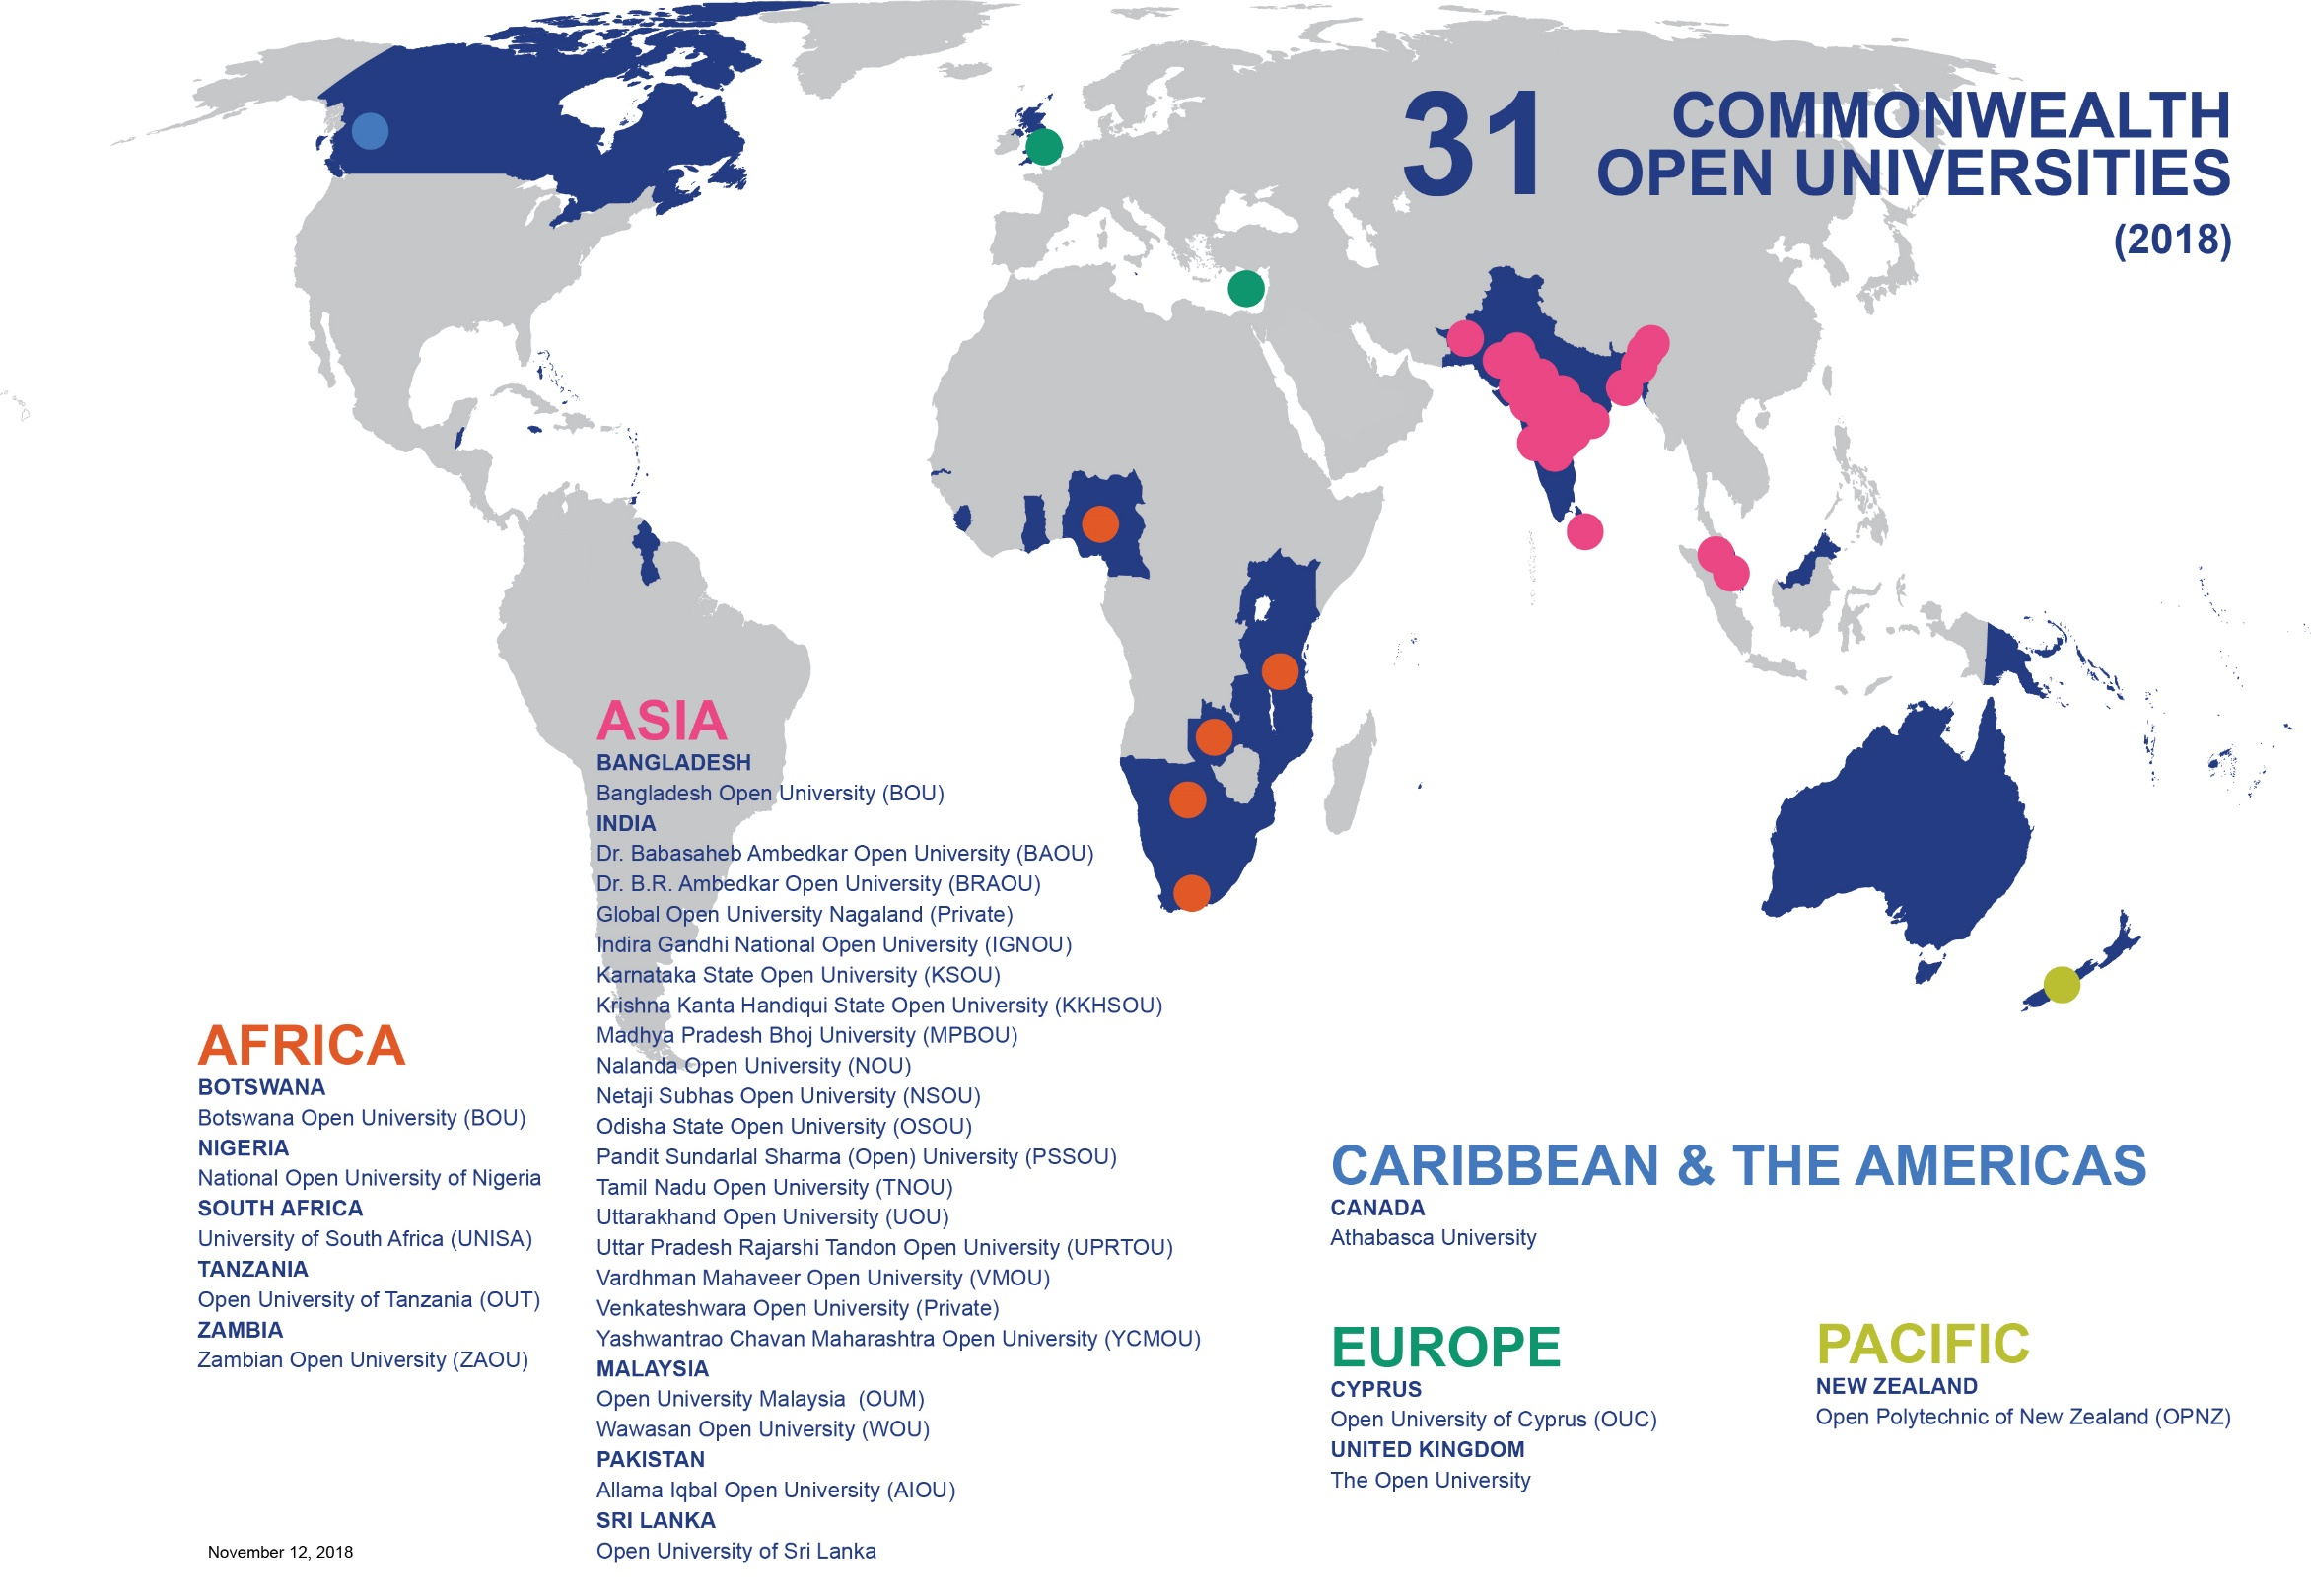 31 COMMONWEALTH
OPEN UNIVERSITIES
(2018)
ASIA
BANGLADESH
Bangladesh Open University (BOU)
INDIA
Dr. Babasaheb Ambedkar Open University (BAOU)
Dr. B.R. Ambedkar Open University (BRAOU)
Global Open University Nagaland (Private)
Indira Gandhi National Open University (IGNOU)
Karnataka State Open University (KSOU)
Krishna Kanta Handiqui State Open University (KKHSOU)
Madhya Pradesh Bhoj University (MPBOU)
Nalanda Open University (NOU)
Netaji Subhas Open University (NSOU)
Odisha State Open University (OSOU)
Pandit Sundarlal Sharma (Open) University (PSSOU)
Tamil Nadu Open University (TNOU)
Uttarakhand Open University (UOU)
Uttar Pradesh Rajarshi Tandon Open University (UPRTOU)
Vardhman Mahaveer Open University (VMOU)
Venkateshwara Open University (Private)
Yashwantrao Chavan Maharashtra Open University (YCMOU)
MALAYSIA
Open University Malaysia (OUM)
Wawasan Open University (WOU)
PAKISTAN
Allama Iqbal Open University (AIOU)
SRI LANKA
Open University of Sri Lanka
AFRICA
BOTSWANA
Botswana Open University (BOU)
NIGERIA
National Open University of Nigeria
SOUTH AFRICA
University of South Africa (UNISA)
TANZANIA
Open University of Tanzania (OUT)
ZAMBIA
Zambian Open University (ZAOU)
CARIBBEAN & THE AMERICAS
CANADA
Athabasca University
EUROPE
CYPRUS
Open University of Cyprus (OUC)
UNITED KINGDOM
The Open University
PACIFIC
NEW ZEALAND
Open Polytechnic of New Zealand (OPNZ)
November 12, 2018